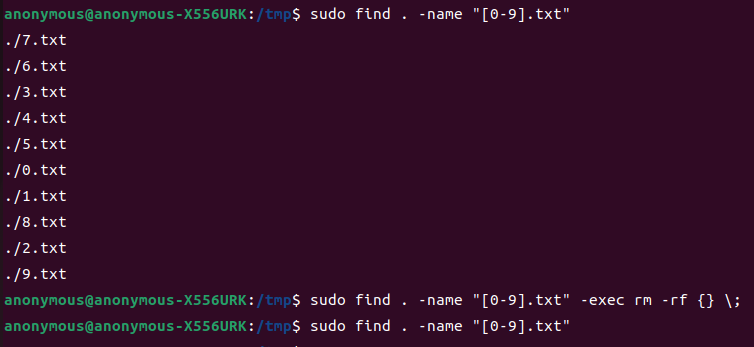 anonymous@anonymous-X556URK:/tmp$ sudo find . -name "[0-9].txt"
./7.txt
./6.txt
./3.txt
./4.txt
./5.txt
./0.txt
./1.txt
./8.txt
./2.txt
./9.txt
anonymous@anonymous-X556URK:/tmp$ sudo find . -name "[0-9].txt" -exec rm -rf {} \;
anonymous@anonymous-X556URK:/tmp$ sudo find . -name "[0-9].txt"